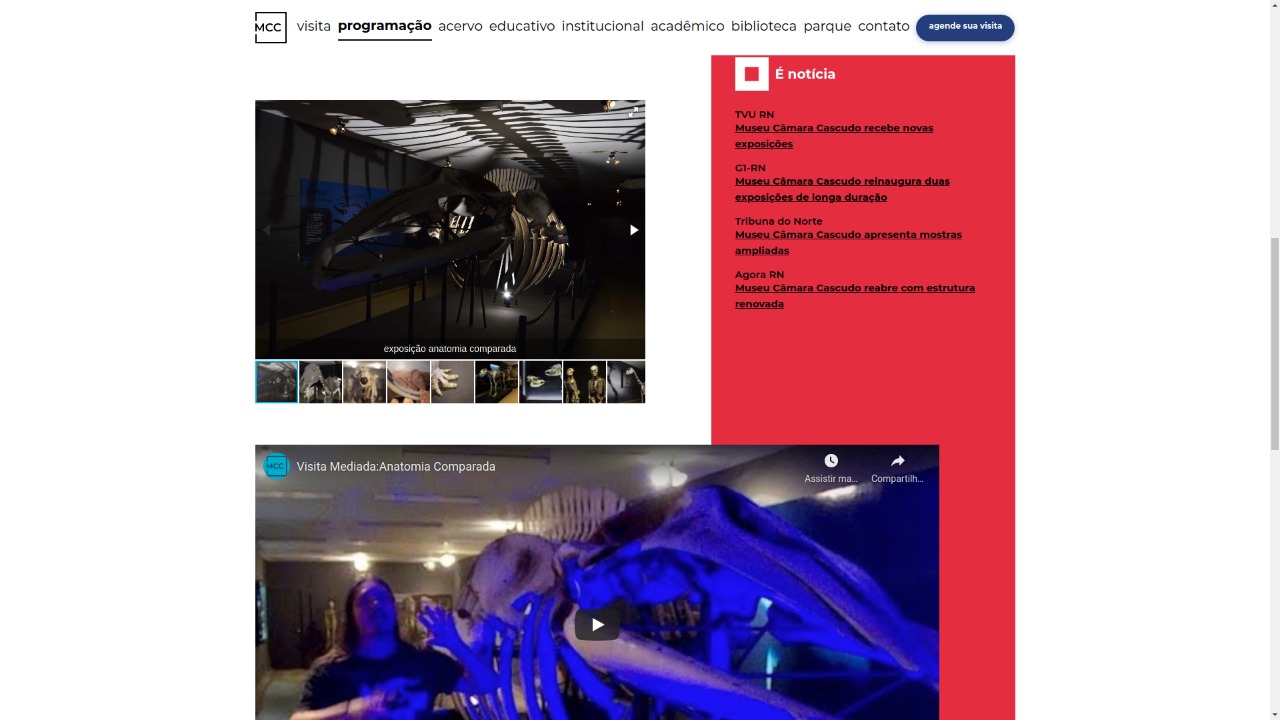 MCC
visita programação acervo educativo institucional acadêmico biblioteca parque contato agende sua visita
É notícia
TVU RN
Museu Câmara Cascudo recebe novas
exposições
G1-RN
Museu Câmara Cascudo reinaugura duas
exposições de longa duração
Tribuna do Norte
Museu Câmara Cascudo apresenta mostras
ampliadas
Agora RN
Museu Câmara Cascudo reabre com estrutura
renovada
exposição anatomia comparada
MCC
Visita Mediada:Anatomia Comparada
Assistir ma...
Compartilh...